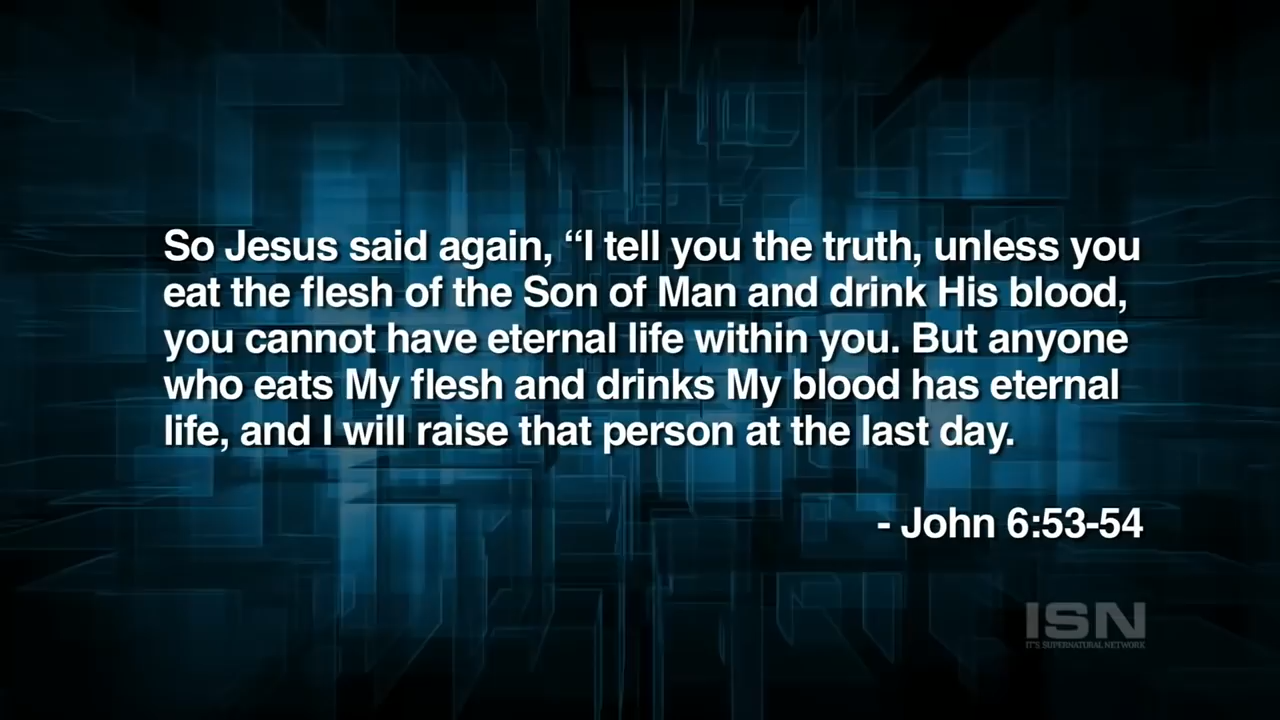 So Jesus said again, “I tell you the truth, unless you
eat the flesh of the Son of Man and drink His blood,
you cannot have eternal life within you. But anyone
who eats My flesh and drinks My blood has eternal
life, and I will raise that person at the last day.
- John 6:53-54
ISN
IT'S SUPERNATURAL NETWORK